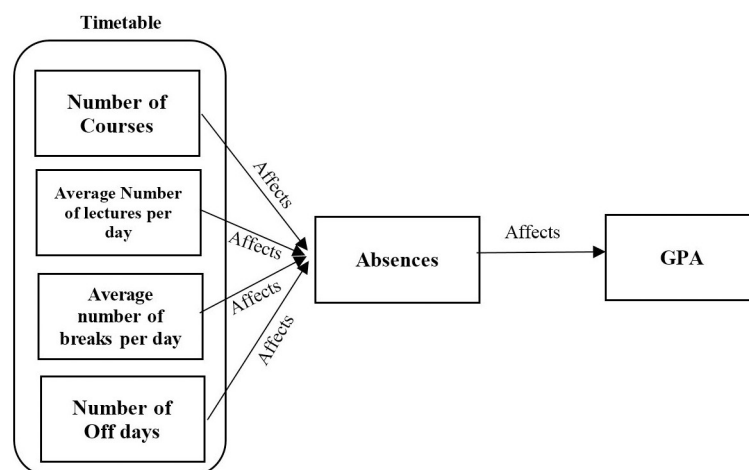 Timetable
Number of
Courses
Affects
Average Number
of lectures per
day
Affects
Absences
Affects
GPA
Average
number of
breaks per day
Affects
Affects
Number of
Off days